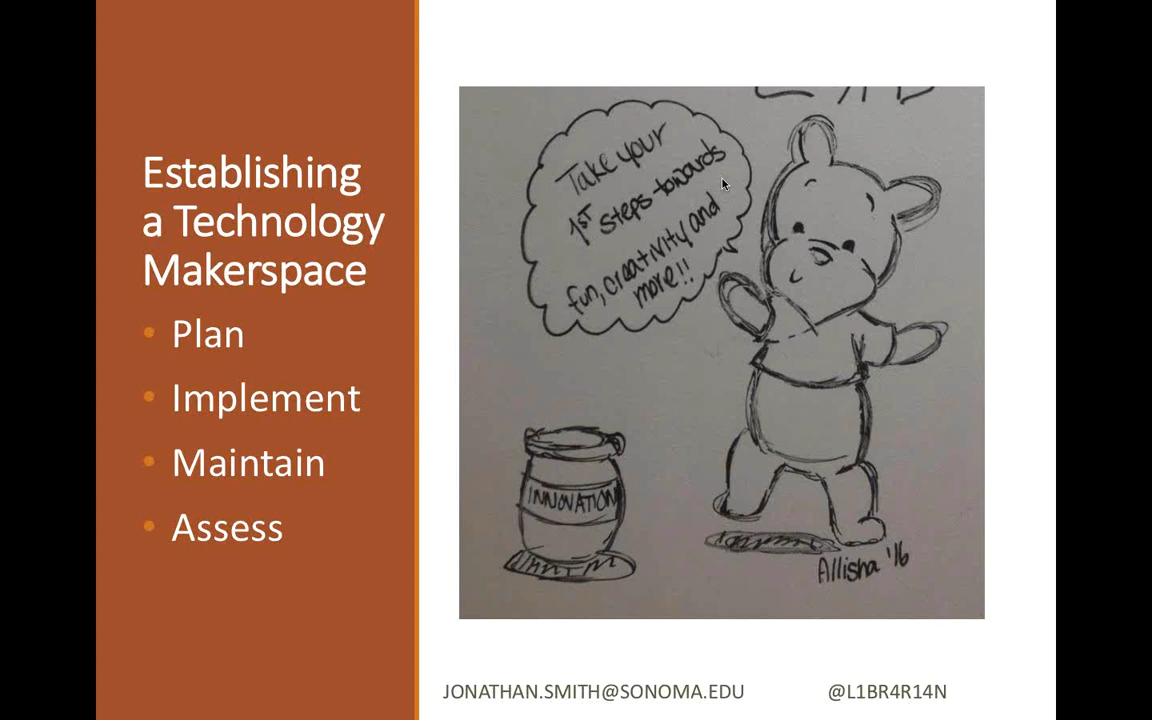 Establishing
a Technology
Makerspace
• Plan
• Implement
• Maintain
• Assess
Take your
1ST steps towards
fun, creativity and
more!!
INNOVATION
Allisha '16
JONATHAN.SMITH@SONOMA.EDU @L1BR4R14N